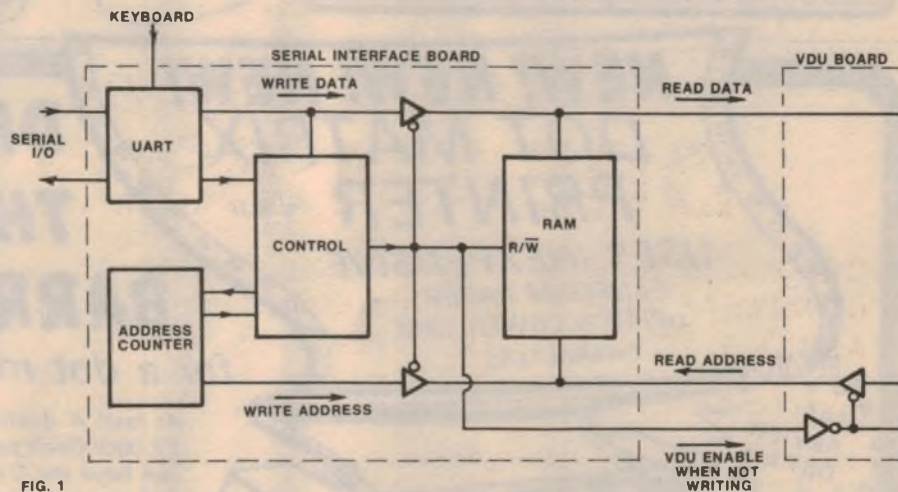 KEYBOARD
SERIAL INTERFACE BOARD
VDU BOARD
WRITE DATA
READ DATA
SERIAL
I/O
UART
CONTROL
R/W̅
RAM
ADDRESS
COUNTER
READ ADDRESS
WRITE ADDRESS
VDU ENABLE
WHEN NOT
WRITING
FIG. 1